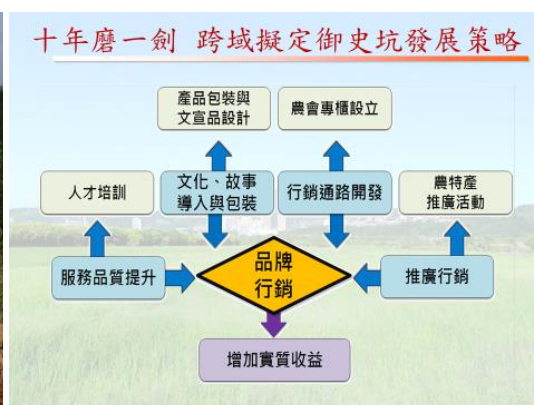 十年磨一劍 跨域擬定御史坑發展策略
產品包裝與
文宣品設計
農會專櫃設立
人才培訓
文化、故事
導入與包裝
行銷通路開發
農特產
推廣活動
服務品質提升
品牌
行銷
推廣行銷
增加實質收益